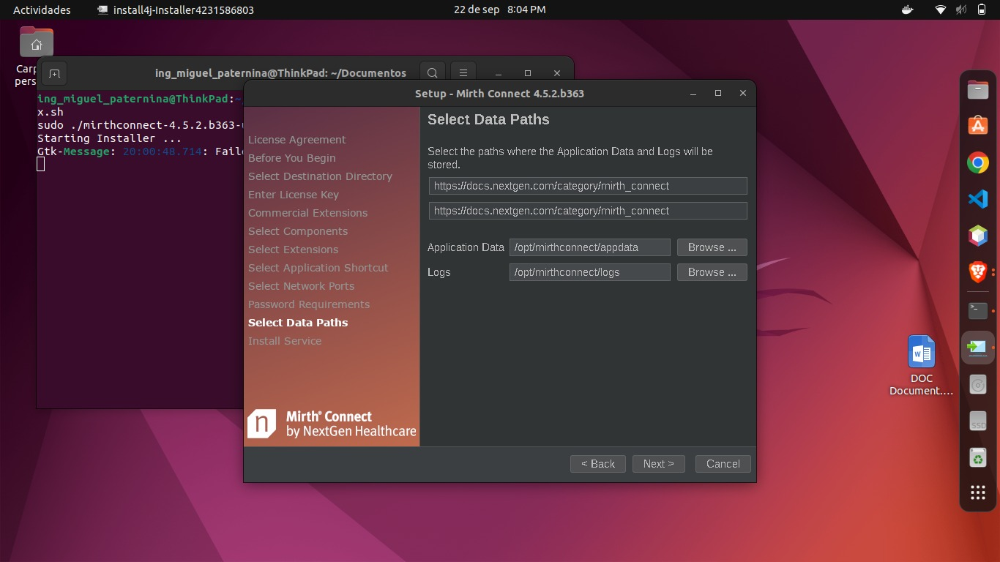 Actividades
install4j-Installer4231586803
22 de sep 8:04 PM
ing_miguel_paternina@ThinkPad: ~/Documentos
ing_miguel_paternina@ThinkPad:~
x.sh
sudo ./mirthconnect-4.5.2.b363-
Starting Installer ...
Gtk-Message: 20:00:48.714: Faile
Setup - Mirth Connect 4.5.2.b363
License Agreement
Before You Begin
Select Destination Directory
Enter License Key
Commercial Extensions
Select Components
Select Extensions
Select Application Shortcut
Select Network Ports
Password Requirements
Select Data Paths
Install Service
n Mirth® Connect
by NextGen Healthcare
Select Data Paths
Select the paths where the Application Data and Logs will be
stored.
https://docs.nextgen.com/category/mirth_connect
https://docs.nextgen.com/category/mirth_connect
Application Data /opt/mirthconnect/appdata Browse ...
Logs /opt/mirthconnect/logs Browse ...
< Back Next > Cancel
Carp
pers
W
DOC
Document....
SSD